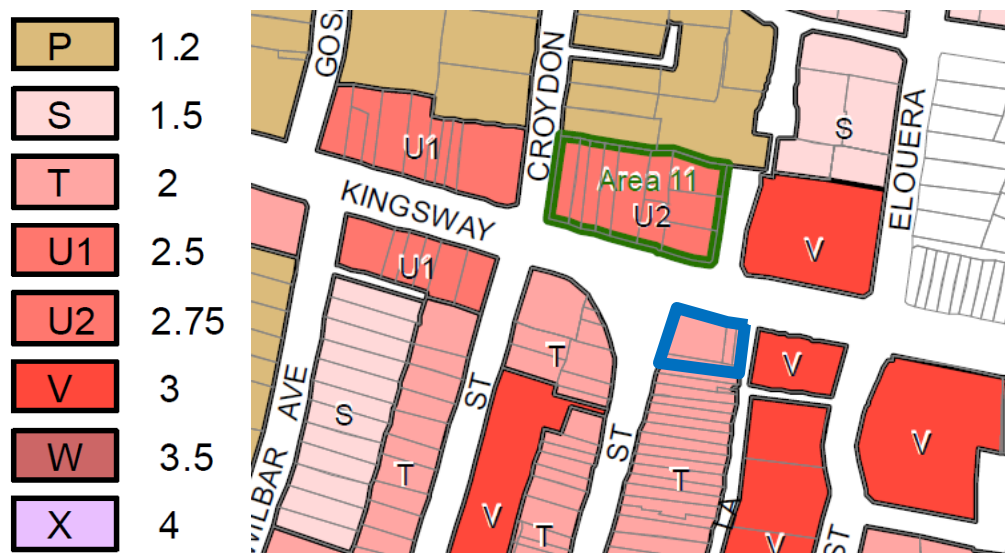 P 1.2
S 1.5
T 2
U1 2.5
U2 2.75
V 3
W 3.5
X 4
GOS
CROYDON
ELOUERA
S
U1
Area 11
U2
KINGSWAY
V
U1
T
V
ST
AVE
S
V
T
ST
T
LA
WILBAR
V
T
V
ST